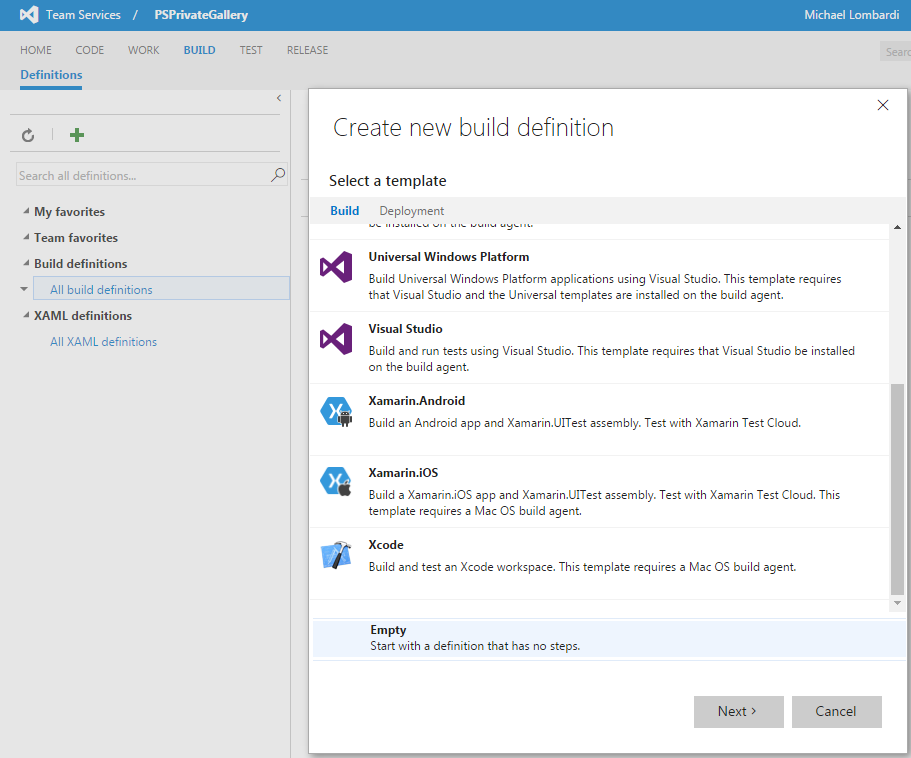 Team Services / PSPrivateGallery
Michael Lombardi
HOME CODE WORK BUILD TEST RELEASE
Searc
Definitions
Search all definitions...
My favorites
Team favorites
Build definitions
All build definitions
XAML definitions
All XAML definitions
Create new build definition
Select a template
Build Deployment
be installed on the build agent.
Universal Windows Platform
Build Universal Windows Platform applications using Visual Studio. This template requires
that Visual Studio and the Universal templates are installed on the build agent.
Visual Studio
Build and run tests using Visual Studio. This template requires that Visual Studio be installed
on the build agent.
Xamarin.Android
Build an Android app and Xamarin.UITest assembly. Test with Xamarin Test Cloud.
Xamarin.iOS
Build a Xamarin.iOS app and Xamarin.UITest assembly. Test with Xamarin Test Cloud. This
template requires a Mac OS build agent.
Xcode
Build and test an Xcode workspace. This template requires a Mac OS build agent.
Empty
Start with a definition that has no steps.
Next >
Cancel